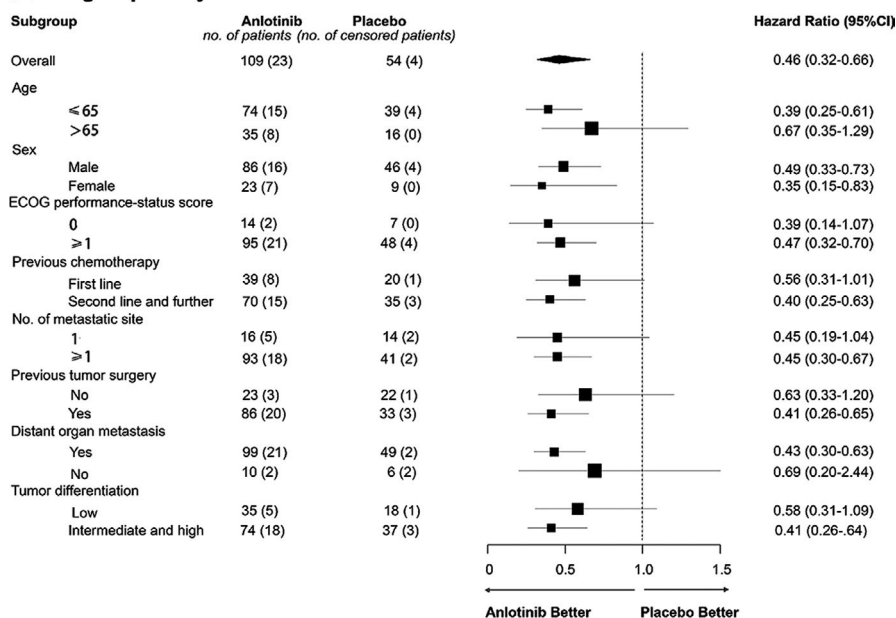 Subgroup Anlotinib Placebo Hazard Ratio (95%CI)
no. of patients (no. of censored patients)
Overall 109 (23) 54 (4) 0.46 (0.32-0.66)
Age
⩽65 74 (15) 39 (4) 0.39 (0.25-0.61)
>65 35 (8) 16 (0) 0.67 (0.35-1.29)
Sex
Male 86 (16) 46 (4) 0.49 (0.33-0.73)
Female 23 (7) 9 (0) 0.35 (0.15-0.83)
ECOG performance-status score
0 14 (2) 7 (0) 0.39 (0.14-1.07)
⩾1 95 (21) 48 (4) 0.47 (0.32-0.70)
Previous chemotherapy
First line 39 (8) 20 (1) 0.56 (0.31-1.01)
Second line and further 70 (15) 35 (3) 0.40 (0.25-0.63)
No. of metastatic site
1 16 (5) 14 (2) 0.45 (0.19-1.04)
⩾1 93 (18) 41 (2) 0.45 (0.30-0.67)
Previous tumor surgery
No 23 (3) 22 (1) 0.63 (0.33-1.20)
Yes 86 (20) 33 (3) 0.41 (0.26-0.65)
Distant organ metastasis
Yes 99 (21) 49 (2) 0.43 (0.30-0.63)
No 10 (2) 6 (2) 0.69 (0.20-2.44)
Tumor differentiation
Low 35 (5) 18 (1) 0.58 (0.31-1.09)
Intermediate and high 74 (18) 37 (3) 0.41 (0.26-.64)
0 0.5 1.0 1.5
Anlotinib Better Placebo Better